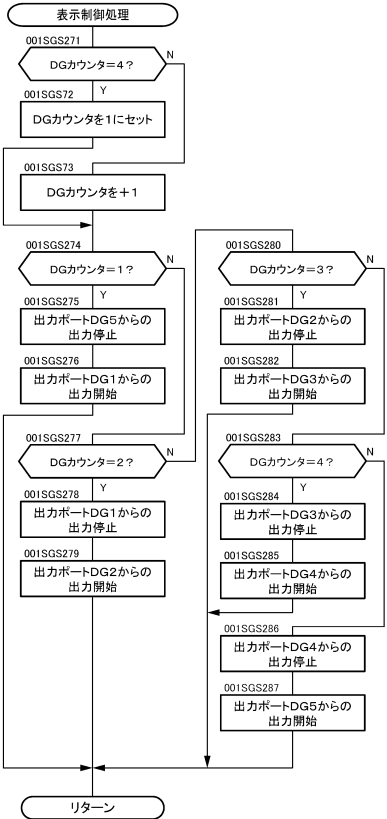 表示制御処理
001SGS271
DGカウンタ=4?
N
Y
001SGS72
DGカウンタを1にセット
001SGS73
DGカウンタを+1
001SGS274
DGカウンタ=1?
N
Y
001SGS275
出力ポートDG5からの
出力停止
001SGS276
出力ポートDG1からの
出力開始
001SGS277
DGカウンタ=2?
N
Y
001SGS278
出力ポートDG1からの
出力停止
001SGS279
出力ポートDG2からの
出力開始
001SGS280
DGカウンタ=3?
N
Y
001SGS281
出力ポートDG2からの
出力停止
001SGS282
出力ポートDG3からの
出力開始
001SGS283
DGカウンタ=4?
N
Y
001SGS284
出力ポートDG3からの
出力停止
001SGS285
出力ポートDG4からの
出力開始
001SGS286
出力ポートDG4からの
出力停止
001SGS287
出力ポートDG5からの
出力開始
リターン